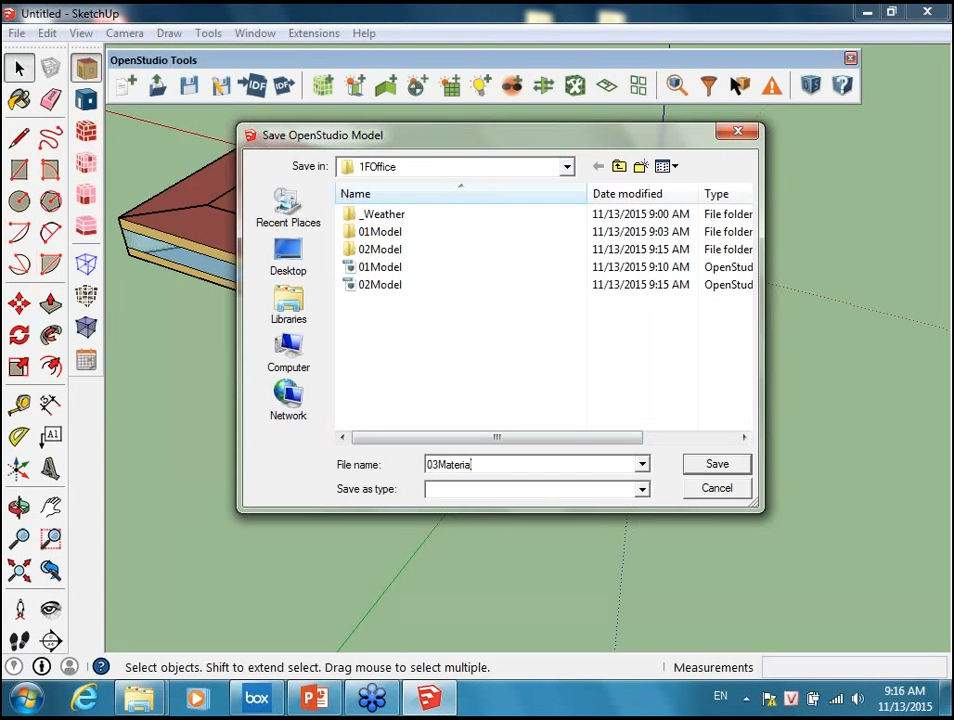 Untitled - SketchUp
File Edit View Camera Draw Tools Window Extensions Help
OpenStudio Tools
Save OpenStudio Model
Save in: 1FOffice
Name Date modified Type
_Weather 11/13/2015 9:00 AM File folder
01Model 11/13/2015 9:03 AM File folder
02Model 11/13/2015 9:15 AM File folder
01Model 11/13/2015 9:10 AM OpenStud
02Model 11/13/2015 9:15 AM OpenStud
Recent Places
Desktop
Libraries
Computer
Network
File name: 03Materia Save
Save as type: Cancel
Select objects. Shift to extend select. Drag mouse to select multiple. Measurements
box EN 9:16 AM
11/13/2015